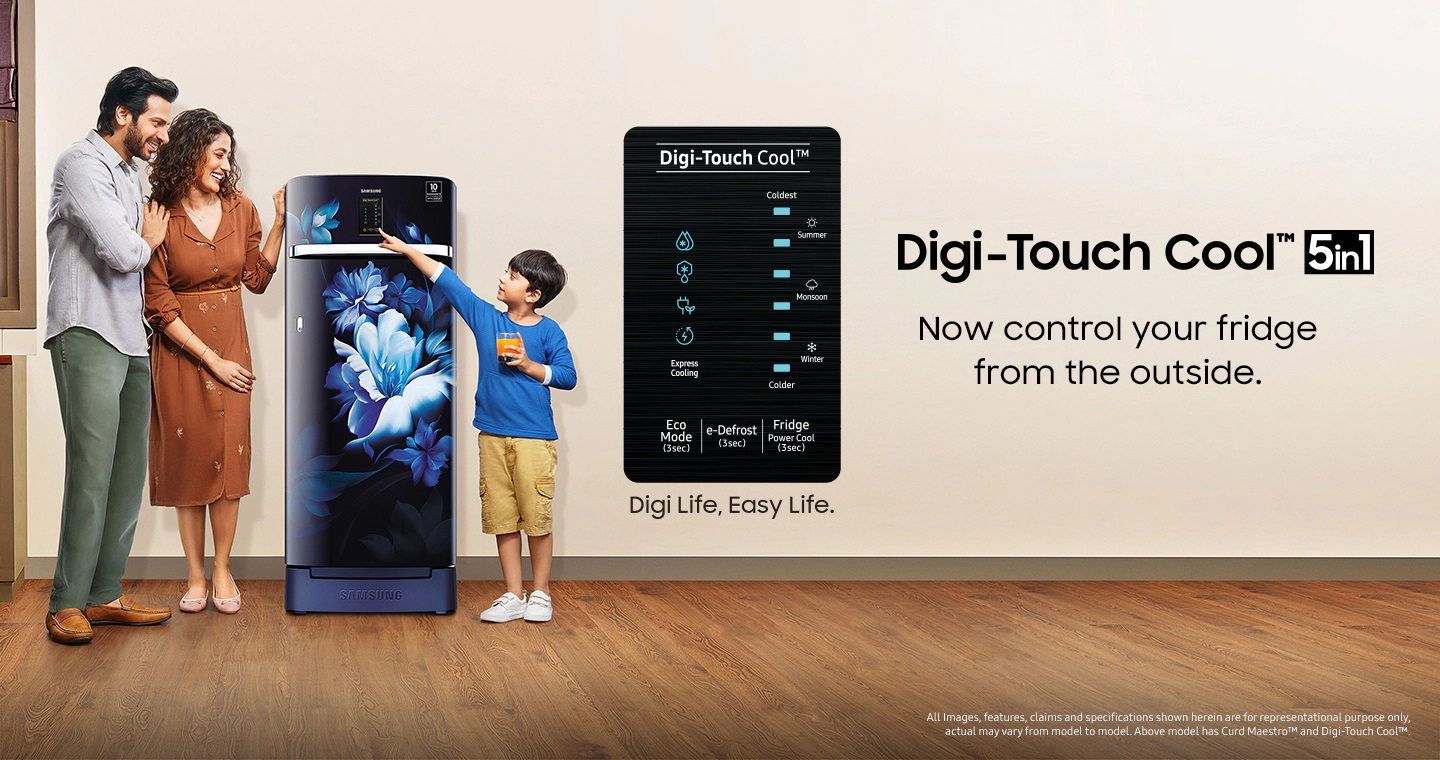 SAMSUNG
10
SAMSUNG
Digi-Touch Cool™
Coldest
Summer
Monsoon
Winter
Colder
Express
Cooling
Eco
Mode
(3sec)
e-Defrost
(3sec)
Fridge
Power Cool
(3sec)
Digi Life, Easy Life.
Digi-Touch Cool™ 5in1
Now control your fridge
from the outside.
All Images, features, claims and specifications shown herein are for representational purpose only,
actual may vary from model to model. Above model has Curd Maestro™ and Digi-Touch Cool™.